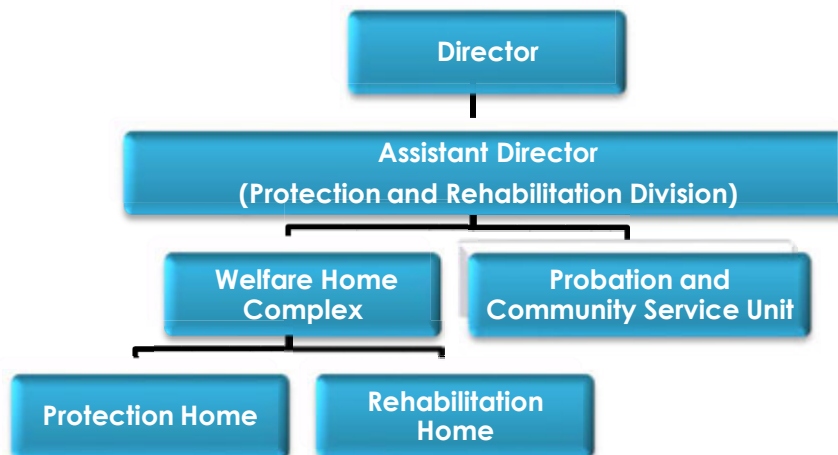 Director
Assistant Director
(Protection and Rehabilitation Division)
Welfare Home
Complex
Probation and
Community Service Unit
Protection Home
Rehabilitation
Home